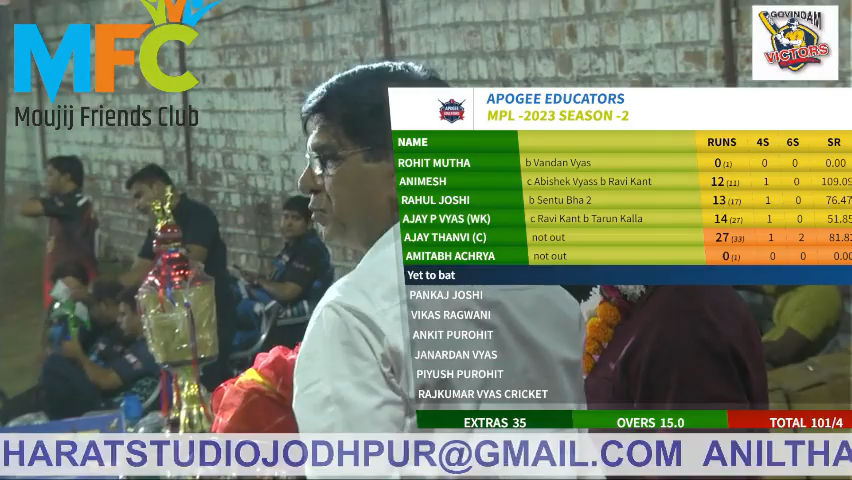 MFC
Moujij Friends Club
GOVINDAM
VICTORS
APOGEE EDUCATORS
MPL -2023 SEASON -2
NAME RUNS 4S 6S SR
ROHIT MUTHA b Vandan Vyas 0 (1) 0 0 0.00
ANIMESH c Abishek Vyass b Ravi Kant 12 (11) 1 0 109.09
RAHUL JOSHI b Sentu Bha 2 13 (17) 1 0 76.47
AJAY P VYAS (WK) c Ravi Kant b Tarun Kalla 14 (27) 1 0 51.85
AJAY THANVI (C) not out 27 (33) 1 2 81.8
AMITABH ACHRYA not out 0 (1) 0 0 0.00
Yet to bat
PANKAJ JOSHI
VIKAS RAGWANI
ANKIT PUROHIT
JANARDAN VYAS
PIYUSH PUROHIT
RAJKUMAR VYAS CRICKET
EXTRAS 35 OVERS 15.0 TOTAL 101/4
HARATSTUDIOJODHPUR@GMAIL.COM ANILTHA